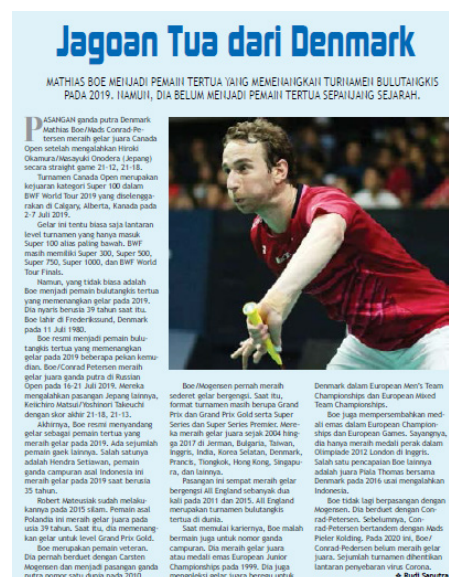 Jagoan Tua dari Denmark
MATHIAS BOE MENJADI PEMAIN TERTUA YANG MEMENANGKAN TURNAMEN BULUTANGKIS
PADA 2019. NAMUN, DIA BELUM MENJADI PEMAIN TERTUA SEPANJANG SEJARAH.
PASANGAN ganda putra Denmark
Mathias Boe/Mads Conrad-Pe-
tersen meraih gelar juara Canada
Open setelah mengalahkan Hiroki
Okamura/Masayuki Onodera (Jepang)
secara straight game 21-12, 21-18.
Turnamen Canada Open merupakan
kejuaran kategori Super 100 dalam
BWF World Tour 2019 yang diselengga-
rakan di Calgary, Alberta, Kanada pada
2-7 Juli 2019.
Gelar ini tentu biasa saja lantaran
level turnamen yang hanya masuk
Super 100 alias paling bawah. BWF
masih memiliki Super 300, Super 500,
Super 750, Super 1000, dan BWF World
Tour Finals.
Namun, yang tidak biasa adalah
Boe menjadi pemain bulutangkis tertua
yang memenangkan gelar pada 2019.
Dia nyaris berusia 39 tahun saat itu.
Boe lahir di Frederikssund, Denmark
pada 11 Juli 1980.
Boe resmi menjadi pemain bulu-
tangkis tertua yang memenangkan
gelar pada 2019 beberapa pekan kemu-
dian. Boe/Conrad Petersen meraih
gelar juara ganda putra di Russian
Open pada 16-21 Juli 2019. Mereka
mengalahkan pasangan Jepang lainnya,
Keiichiro Matsui/Yoshinori Takeuchi
dengan skor akhir 21-18, 21-13.
Akhirnya, Boe resmi menyandang
gelar sebagai pemain tertua yang
meraih gelar pada 2019. Ada sejumlah
pemain gaek lainnya. Salah satunya
adalah Hendra Setiawan, pemain
ganda campuran asal Indonesia ini
meraih gelar pada 2019 saat berusia
35 tahun.
Robert Mateusiak sudah melaku-
kannya pada 2015 silam. Pemain asal
Polandia ini meraih gelar juara pada
usia 39 tahun. Saat itu, dia memenang-
kan gelar untuk level Grand Prix Gold.
Boe merupakan pemain veteran.
Dia pernah berduet dengan Carsten
Mogensen dan menjadi pasangan ganda
putra nomor satu dunia pada 2010.
Boe/Mogensen pernah meraih
sederet gelar bergengsi. Saat itu,
format turnamen masih berupa Grand
Prix dan Grand Prix Gold serta Super
Series dan Super Series Premier. Mere-
ka meraih gelar juara sejak 2004 hing-
ga 2017 di Jerman, Bulgaria, Taiwan,
Inggris, India, Korea Selatan, Denmark,
Prancis, Tiongkok, Hong Kong, Singapu-
ra, dan lainnya.
Pasangan ini sempat meraih gelar
bergengsi All England sebanyak dua
kali pada 2011 dan 2015. All England
merupakan turnamen bulutangkis
tertua di dunia.
Saat memulai kariernya, Boe malah
bermain juga untuk nomor ganda
campuran. Dia meraih gelar juara
atau medali emas European Junior
Championships pada 1999. Dia juga
mengoleksi gelar juara beregu untuk
Denmark dalam European Men's Team
Championships dan European Mixed
Team Championships.
Boe juga mempersembahkan med-
ali emas dalam European Champion-
ships dan European Games. Sayangnya,
dia hanya meraih medali perak dalam
Olimpiade 2012 London di Inggris.
Salah satu pencapaian Boe lainnya
adalah juara Piala Thomas bersama
Denmark pada 2016 usai mengalahkan
Indonesia.
Boe tidak lagi berpasangan dengan
Mogensen. Dia berduet dengan Con-
rad-Petersen. Sebelumnya, Con-
rad-Petersen bertandem dengan Mads
Pieler Kolding. Pada 2020 ini, Boe/
Conrad-Pedersen belum meraih gelar
juara. Sejumlah turnamen dihentikan
lantaran penyebaran virus Corona.
Rudi Saputra